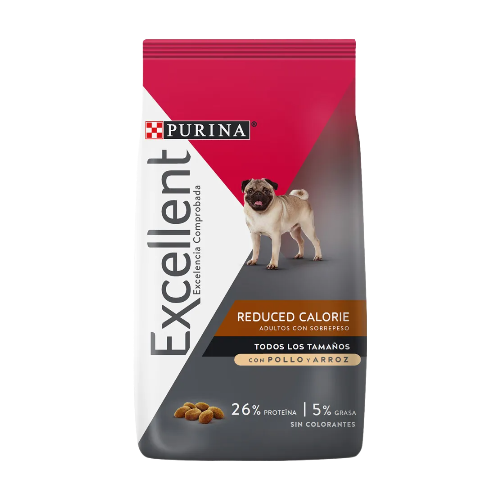 PURINA®
Excellent
Excelencia Comprobada
REDUCED CALORIE
ADULTOS CON SOBREPESO
TODOS LOS TAMAÑOS
CON POLLO Y ARROZ
26% PROTEÍNA | 5% GRASA
SIN COLORANTES